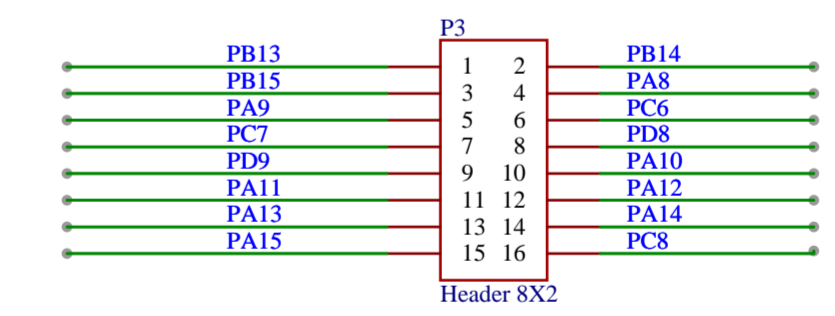 P3
PB13 1 2 PB14
PB15 3 4 PA8
PA9 5 6 PC6
PC7 7 8 PD8
PD9 9 10 PA10
PA11 11 12 PA12
PA13 13 14 PA14
PA15 15 16 PC8
Header 8X2